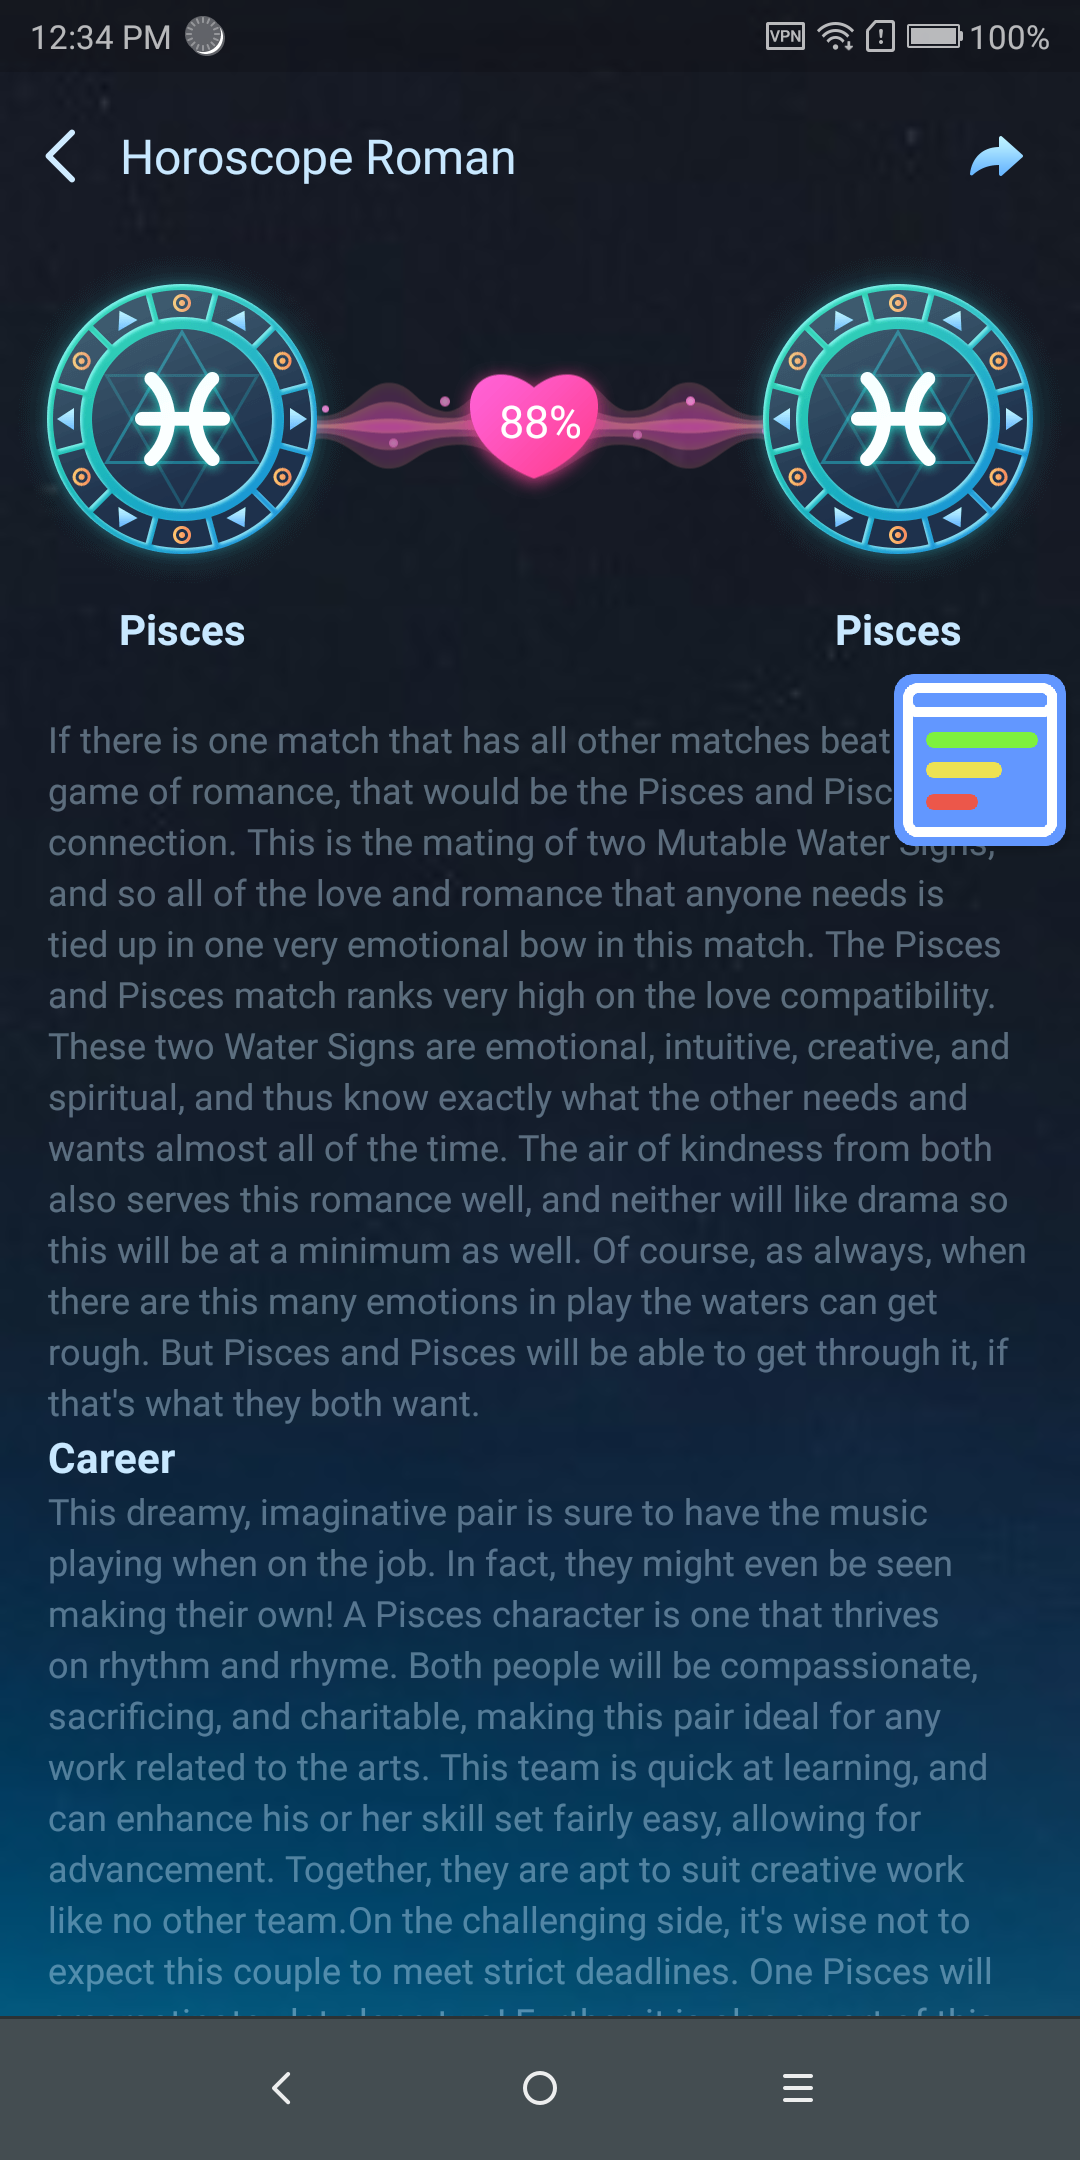 12:34 PM VPN 100%
Horoscope Roman
88%
Pisces Pisces
If there is one match that has all other matches beat
game of romance, that would be the Pisces and
connection. This is the mating of two Mutable Water Signs,
and so all of the love and romance that anyone needs is
tied up in one very emotional bow in this match. The Pisces
and Pisces match ranks very high on the love compatibility.
These two Water Signs are emotional, intuitive, creative, and
spiritual, and thus know exactly what the other needs and
wants almost all of the time. The air of kindness from both
also serves this romance well, and neither will like drama so
this will be at a minimum as well. Of course, as always, when
there are this many emotions in play the waters can get
rough. But Pisces and Pisces will be able to get through it, if
that's what they both want.
Career
This dreamy, imaginative pair is sure to have the music
playing when on the job. In fact, they might even be seen
making their own! A Pisces character is one that thrives
on rhythm and rhyme. Both people will be compassionate,
sacrificing, and charitable, making this pair ideal for any
work related to the arts. This team is quick at learning, and
can enhance his or her skill set fairly easy, allowing for
advancement. Together, they are apt to suit creative work
like no other team.On the challenging side, it's wise not to
expect this couple to meet strict deadlines. One Pisces will